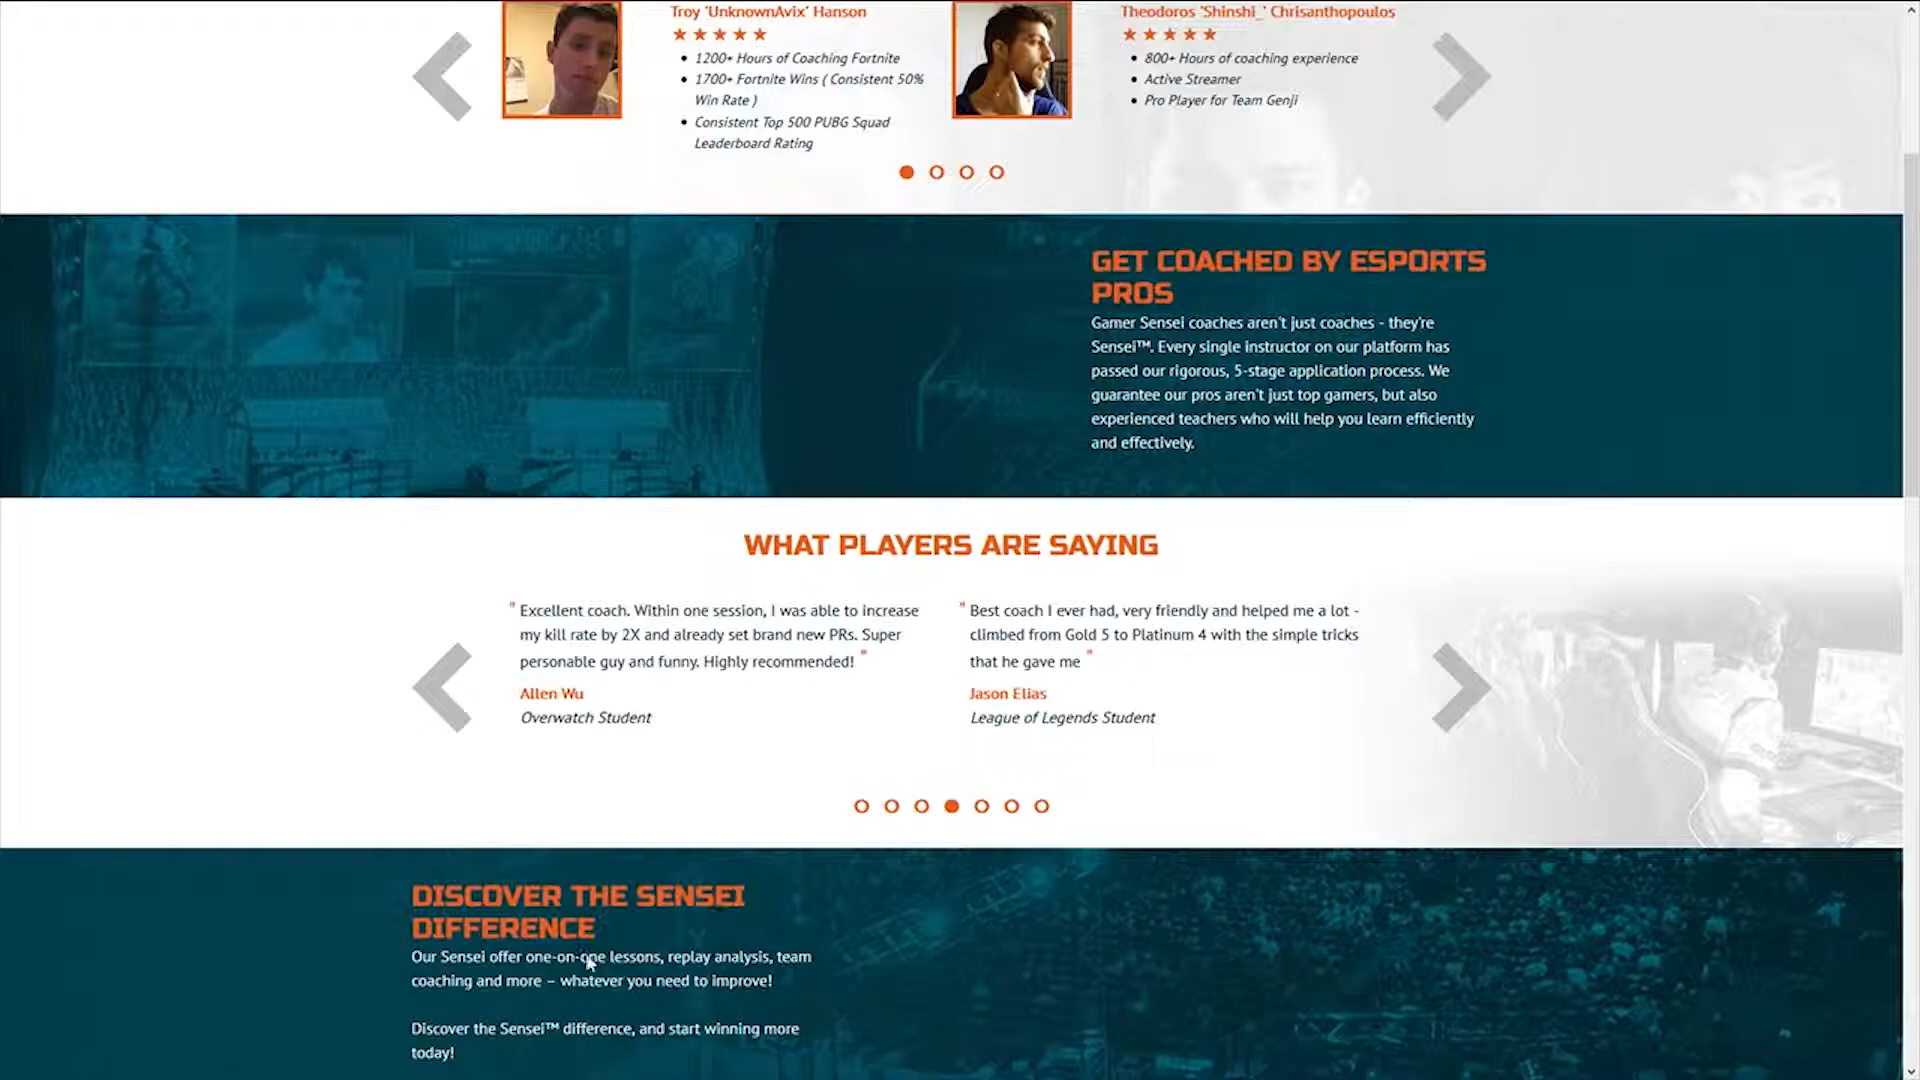 Troy 'UnknownAvix' Hanson
1200+ Hours of Coaching Fortnite
1700+ Fortnite Wins ( Consistent 50%
Win Rate )
Consistent Top 500 PUBG Squad
Leaderboard Rating
Theodoros 'Shinshi_' Chrisanthopoulos
800+ Hours of coaching experience
Active Streamer
Pro Player for Team Genji
GET COACHED BY ESPORTS
PROS
Gamer Sensei coaches aren't just coaches - they're
Sensei™. Every single instructor on our platform has
passed our rigorous, 5-stage application process. We
guarantee our pros aren't just top gamers, but also
experienced teachers who will help you learn efficiently
and effectively.
WHAT PLAYERS ARE SAYING
" Excellent coach. Within one session, I was able to increase
my kill rate by 2X and already set brand new PRs. Super
personable guy and funny. Highly recommended! "
Allen Wu
Overwatch Student
" Best coach I ever had, very friendly and helped me a lot -
climbed from Gold 5 to Platinum 4 with the simple tricks
that he gave me "
Jason Elias
League of Legends Student
DISCOVER THE SENSEI
DIFFERENCE
Our Sensei offer one-on-one lessons, replay analysis, team
coaching and more – whatever you need to improve!
Discover the Sensei™ difference, and start winning more
today!